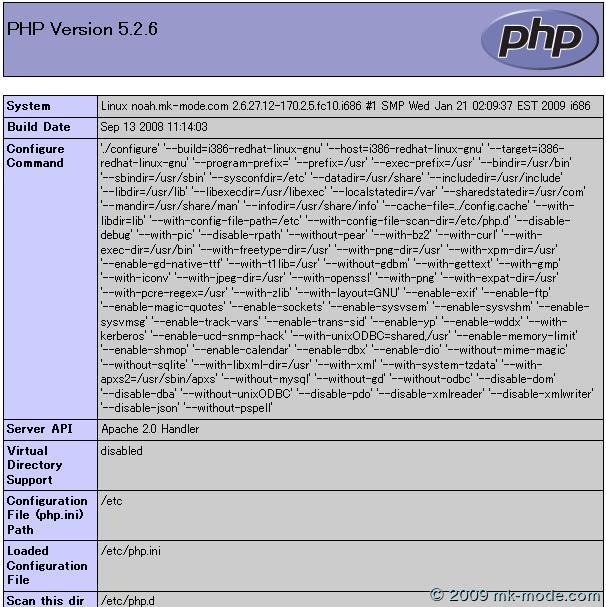 PHP Version 5.2.6
php
System Linux noah.mk-mode.com 2.6.27.12-170.2.5.fc10.i686 #1 SMP Wed Jan 21 02:09:37 EST 2009 i686
Build Date Sep 13 2008 11:14:03
Configure Command
'./configure' '--build=i386-redhat-linux-gnu' '--host=i386-redhat-linux-gnu' '--target=i386-
redhat-linux-gnu' '--program-prefix=' '--prefix=/usr' '--exec-prefix=/usr' '--bindir=/usr/bin'
'--sbindir=/usr/sbin' '--sysconfdir=/etc' '--datadir=/usr/share' '--includedir=/usr/include'
'--libdir=/usr/lib' '--libexecdir=/usr/libexec' '--localstatedir=/var' '--sharedstatedir=/usr/com'
'--mandir=/usr/share/man' '--infodir=/usr/share/info' '--cache-file=../config.cache' '--with-
libdir=lib' '--with-config-file-path=/etc' '--with-config-file-scan-dir=/etc/php.d' '--disable-
debug' '--with-pic' '--disable-rpath' '--without-pear' '--with-bz2' '--with-curl' '--with-
exec-dir=/usr/bin' '--with-freetype-dir=/usr' '--with-png-dir=/usr' '--with-xpm-dir=/usr'
'--enable-gd-native-ttf' '--with-t1lib=/usr' '--without-gdbm' '--with-gettext' '--with-gmp'
'--with-iconv' '--with-jpeg-dir=/usr' '--with-openssl' '--with-png' '--with-expat-dir=/usr'
'--with-pcre-regex=/usr' '--with-zlib' '--with-layout=GNU' '--enable-exif' '--enable-ftp'
'--enable-magic-quotes' '--enable-sockets' '--enable-sysvsem' '--enable-sysvshm' '--enable-
sysvmsg' '--enable-track-vars' '--enable-trans-sid' '--enable-yp' '--enable-wddx' '--with-
kerberos' '--enable-ucd-snmp-hack' '--with-unixODBC=shared,/usr' '--enable-memory-limit'
'--enable-shmop' '--enable-calendar' '--enable-dbx' '--enable-dio' '--without-mime-magic'
'--without-sqlite' '--with-libxml-dir=/usr' '--with-xml' '--with-system-tzdata' '--with-
apxs2=/usr/sbin/apxs' '--without-mysql' '--without-gd' '--without-odbc' '--disable-dom'
'--disable-dba' '--without-unixODBC' '--disable-pdo' '--disable-xmlreader' '--disable-xmlwriter'
'--disable-json' '--without-pspell'
Server API Apache 2.0 Handler
Virtual
Directory
Support
disabled
Configuration
File (php.ini)
Path
/etc
Loaded
Configuration
File
/etc/php.ini
Scan this dir /etc/php.d
© 2009 mk-mode.com